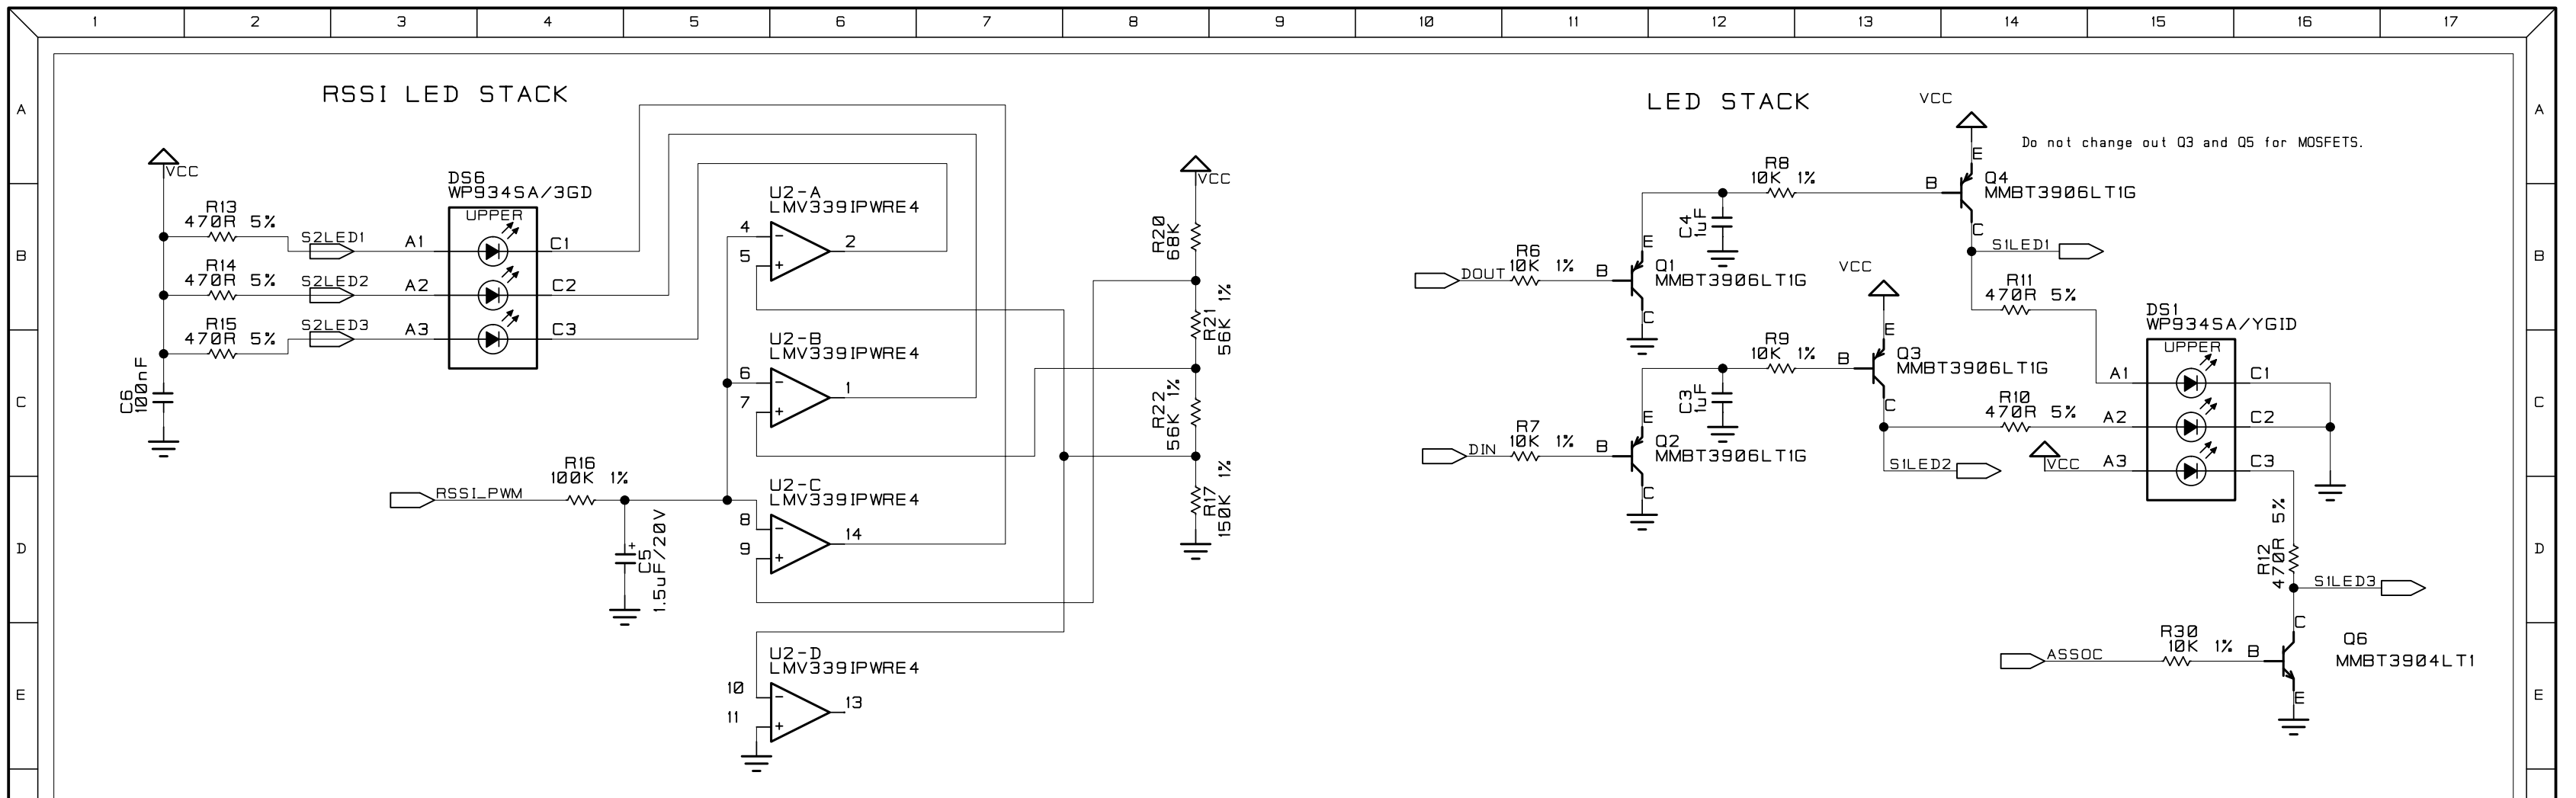 1 2 3 4 5 6 7 8 9 10 11 12 13 14 15 16 17
A
A
B
B
C
C
D
D
E
E
RSSI LED STACK
VCC
R13
470R 5%
S2LED1
R14
470R 5%
S2LED2
R15
470R 5%
S2LED3
C6
100nF
DS6
WP934SA/3GD
UPPER
A1
C1
A2
C2
A3
C3
U2-A
LMV339IPWRE4
4
-
2
5
+
U2-B
LMV339IPWRE4
6
-
1
7
+
R16
100K 1%
RSSI_PWM
+
C5
1.5uF/20V
U2-C
LMV339IPWRE4
8
-
14
9
+
U2-D
LMV339IPWRE4
10
-
13
11
+
VCC
R20
68K
R21
56K 1%
R22
56K 1%
R17
150K 1%
LED STACK
VCC
Do not change out Q3 and Q5 for MOSFETS.
R8
10K 1%
C4
1uF
B
E
Q4
MMBT3906LT1G
C
S1LED1
R6
10K 1%
DOUT
B
E
Q1
MMBT3906LT1G
C
VCC
R11
470R 5%
R9
10K 1%
C3
1uF
B
E
Q3
MMBT3906LT1G
C
R10
470R 5%
S1LED2
R7
10K 1%
DIN
B
E
Q2
MMBT3906LT1G
C
DS1
WP934SA/YGID
UPPER
A1
C1
A2
C2
VCC
A3
C3
R12
470R 5%
S1LED3
R30
10K 1%
ASSOC
B
C
Q6
MMBT3904LT1
E